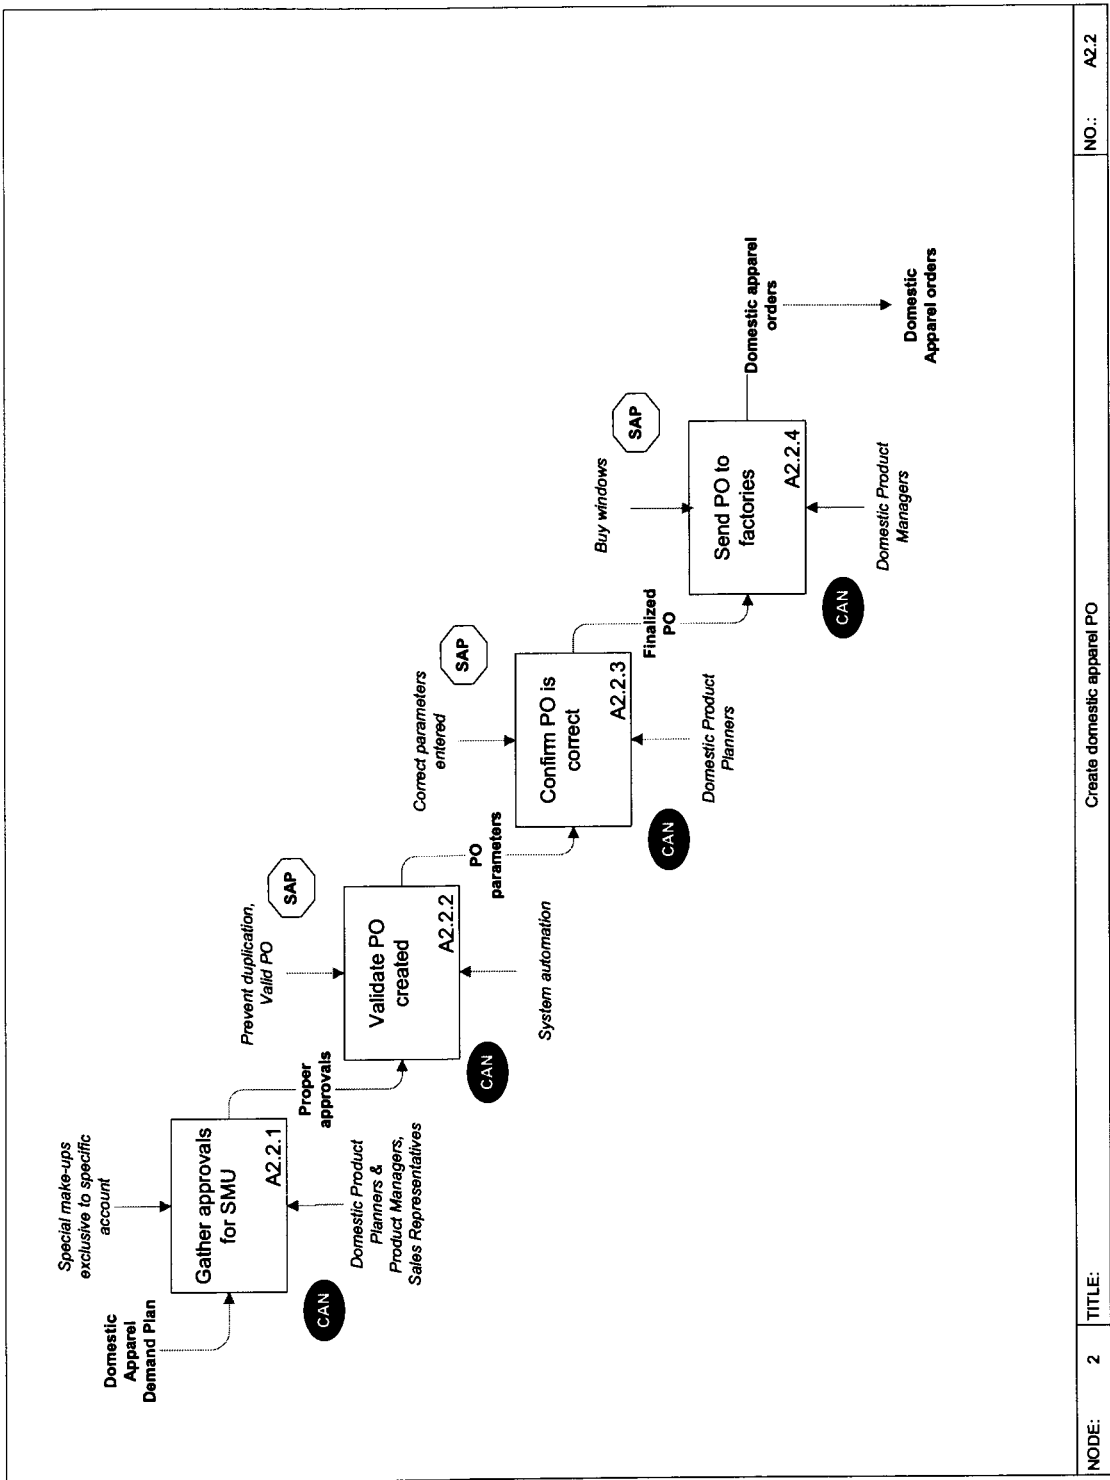 Special make-ups
exclusive to specific
account
Domestic
Apparel
Demand Plan
Gather approvals
for SMU
A2.2.1
CAN
Domestic Product
Planners &
Product Managers,
Sales Representatives
Proper
approvals
Prevent duplication,
Valid PO
SAP
Validate PO
created
A2.2.2
CAN
System automation
PO
parameters
Correct parameters
entered
SAP
Confirm PO is
correct
A2.2.3
CAN
Domestic Product
Planners
Finalized
PO
Buy windows
SAP
Send PO to
factories
A2.2.4
CAN
Domestic Product
Managers
Domestic apparel
orders
Domestic
Apparel orders
NODE: 2
TITLE: Create domestic apparel PO
NO.: A2.2